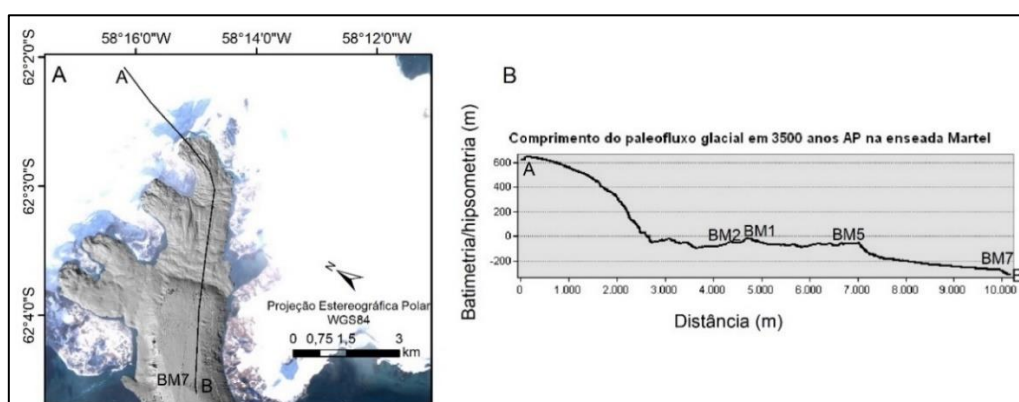 58°16'0"W 58°14'0"W 58°12'0"W
62°2'0"S
62°3'0"S
62°4'0"S
A
A
N
Projeção Estereográfica Polar
WGS84
0 0,75 1,5 3
km
BM7 B
B
Comprimento do paleofluxo glacial em 3500 anos AP na enseada Martel
Batimetria/hipsometria (m)
600
400
200
0
-200
A
BM2 BM1 BM5 BM7
B
0 1.000 2.000 3.000 4.000 5.000 6.000 7.000 8.000 9.000 10.000
Distância (m)